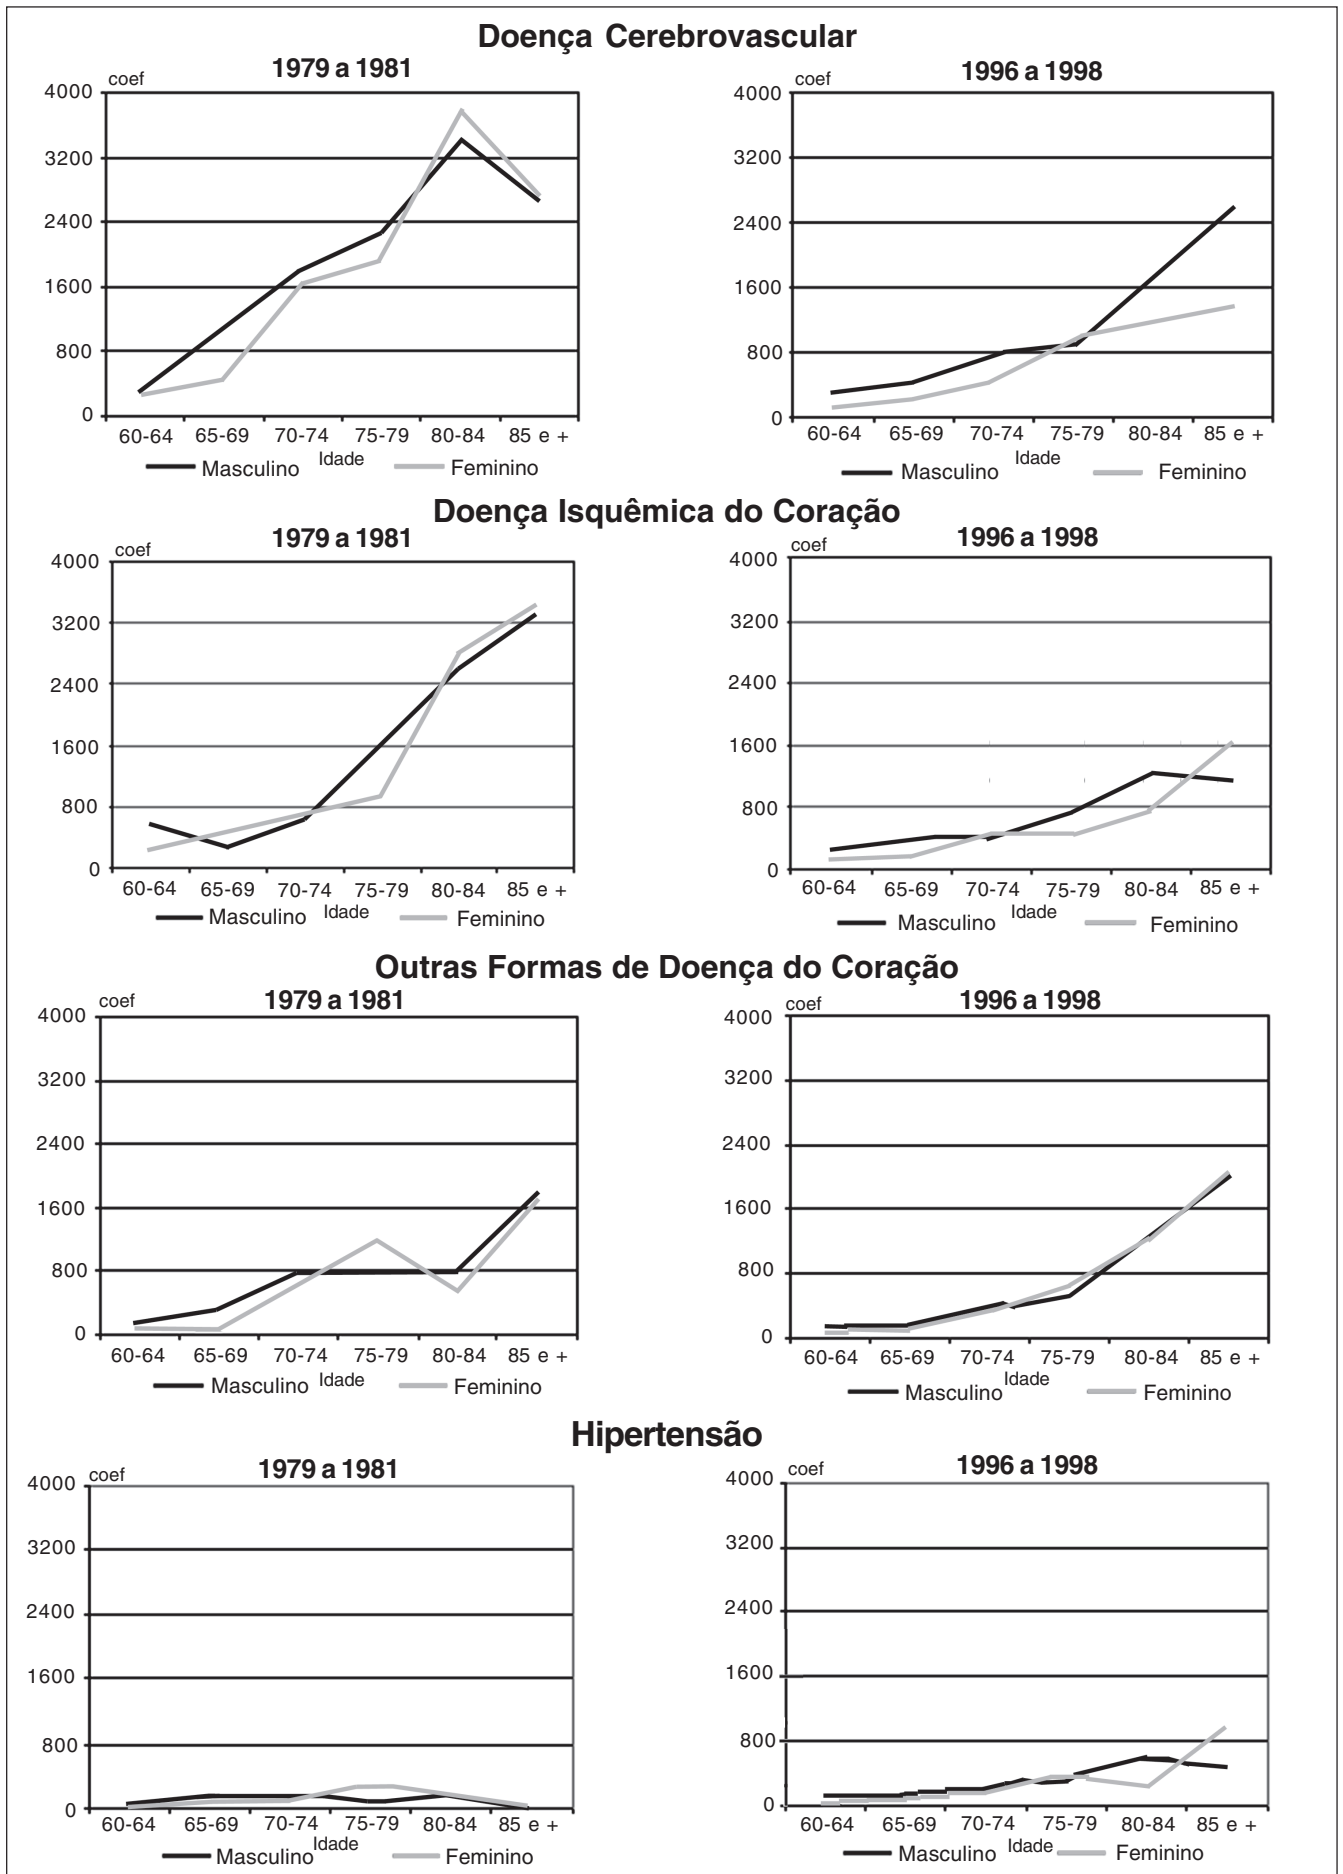 Doença Cerebrovascular
1979 a 1981
coef
4000
3200
2400
1600
800
0
60-64 65-69 70-74 75-79 80-84 85 e +
Idade
Masculino Feminino
1996 a 1998
coef
4000
3200
2400
1600
800
0
60-64 65-69 70-74 75-79 80-84 85 e +
Idade
Masculino Feminino
Doença Isquêmica do Coração
1979 a 1981
coef
4000
3200
2400
1600
800
0
60-64 65-69 70-74 75-79 80-84 85 e +
Idade
Masculino Feminino
1996 a 1998
coef
4000
3200
2400
1600
800
0
60-64 65-69 70-74 75-79 80-84 85 e +
Idade
Masculino Feminino
Outras Formas de Doença do Coração
1979 a 1981
coef
4000
3200
2400
1600
800
0
60-64 65-69 70-74 75-79 80-84 85 e +
Idade
Masculino Feminino
1996 a 1998
coef
4000
3200
2400
1600
800
0
60-64 65-69 70-74 75-79 80-84 85 e +
Idade
Masculino Feminino
Hipertensão
1979 a 1981
coef
4000
3200
2400
1600
800
0
60-64 65-69 70-74 75-79 80-84 85 e +
Idade
Masculino Feminino
1996 a 1998
coef
4000
3200
2400
1600
800
0
60-64 65-69 70-74 75-79 80-84 85 e +
Idade
Masculino Feminino